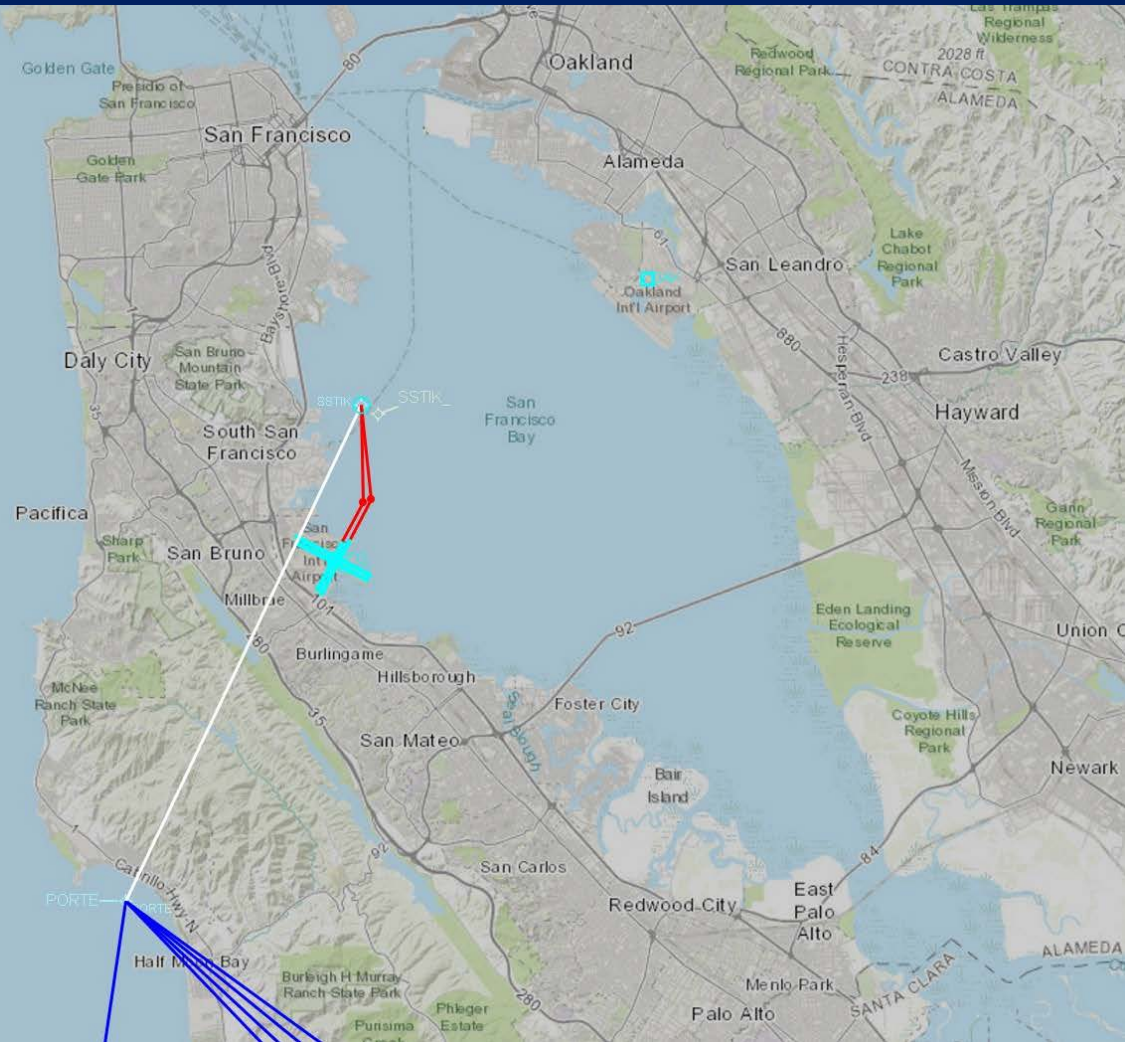 Las Trampas
Regional
Wilderness
Redwood
Regional Park
2028 ft
CONTRA COSTA
ALAMEDA
Oakland
80
Golden Gate
Presidio of
San Francisco
San Francisco
Golden
Gate Park
Alameda
61
San Leandro
Lake
Chabot
Regional
Park
Oakland
Int'l Airport
Bayshore Blvd
1
Daly City
San Bruno
Mountain
State Park
880
Hesperian Blvd
Castro Valley
238
35
SSTIK
SSTIK_
San
Francisco
Bay
Hayward
South San
Francisco
Mission Blvd
Pacifica
Garin
Regional
Park
Sharp
Park
San Bruno
San
Francisco
Int'l
Airport
Millbrae
101
280
92
Eden Landing
Ecological
Reserve
Union C
Burlingame
Hillsborough
McNee
Ranch State
Park
35
Seal Slough
Foster City
Coyote Hills
Regional
Park
San Mateo
Newark
Bair
Island
1
92
84
Cabrillo Hwy N
San Carlos
PORTE
PORTE
Redwood City
East
Palo
Alto
Half Moon Bay
ALAMEDA
Burleigh H Murray
Ranch State Park
Menlo Park
SANTA CLARA
280
Phleger
Estate
Palo Alto
Purisima